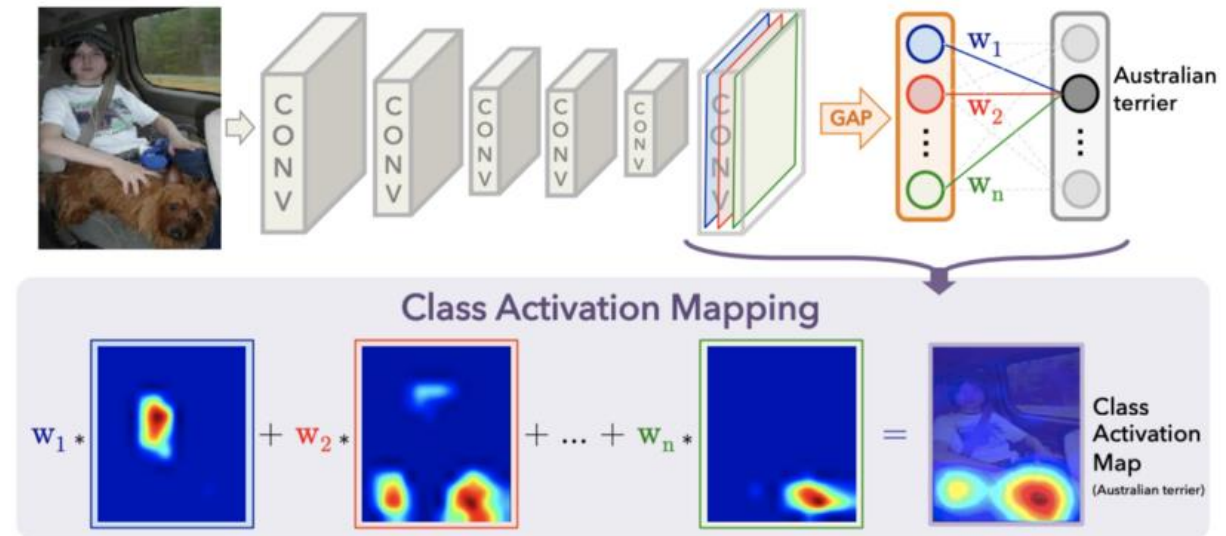 CONV
CONV
CONV
CONV
CONV
CONV
GAP
w₁
w₂
⋮
wₙ
⋮
Australian
terrier
Class Activation Mapping
w₁ * + w₂ * + ... + wₙ * =
Class
Activation
Map
(Australian terrier)